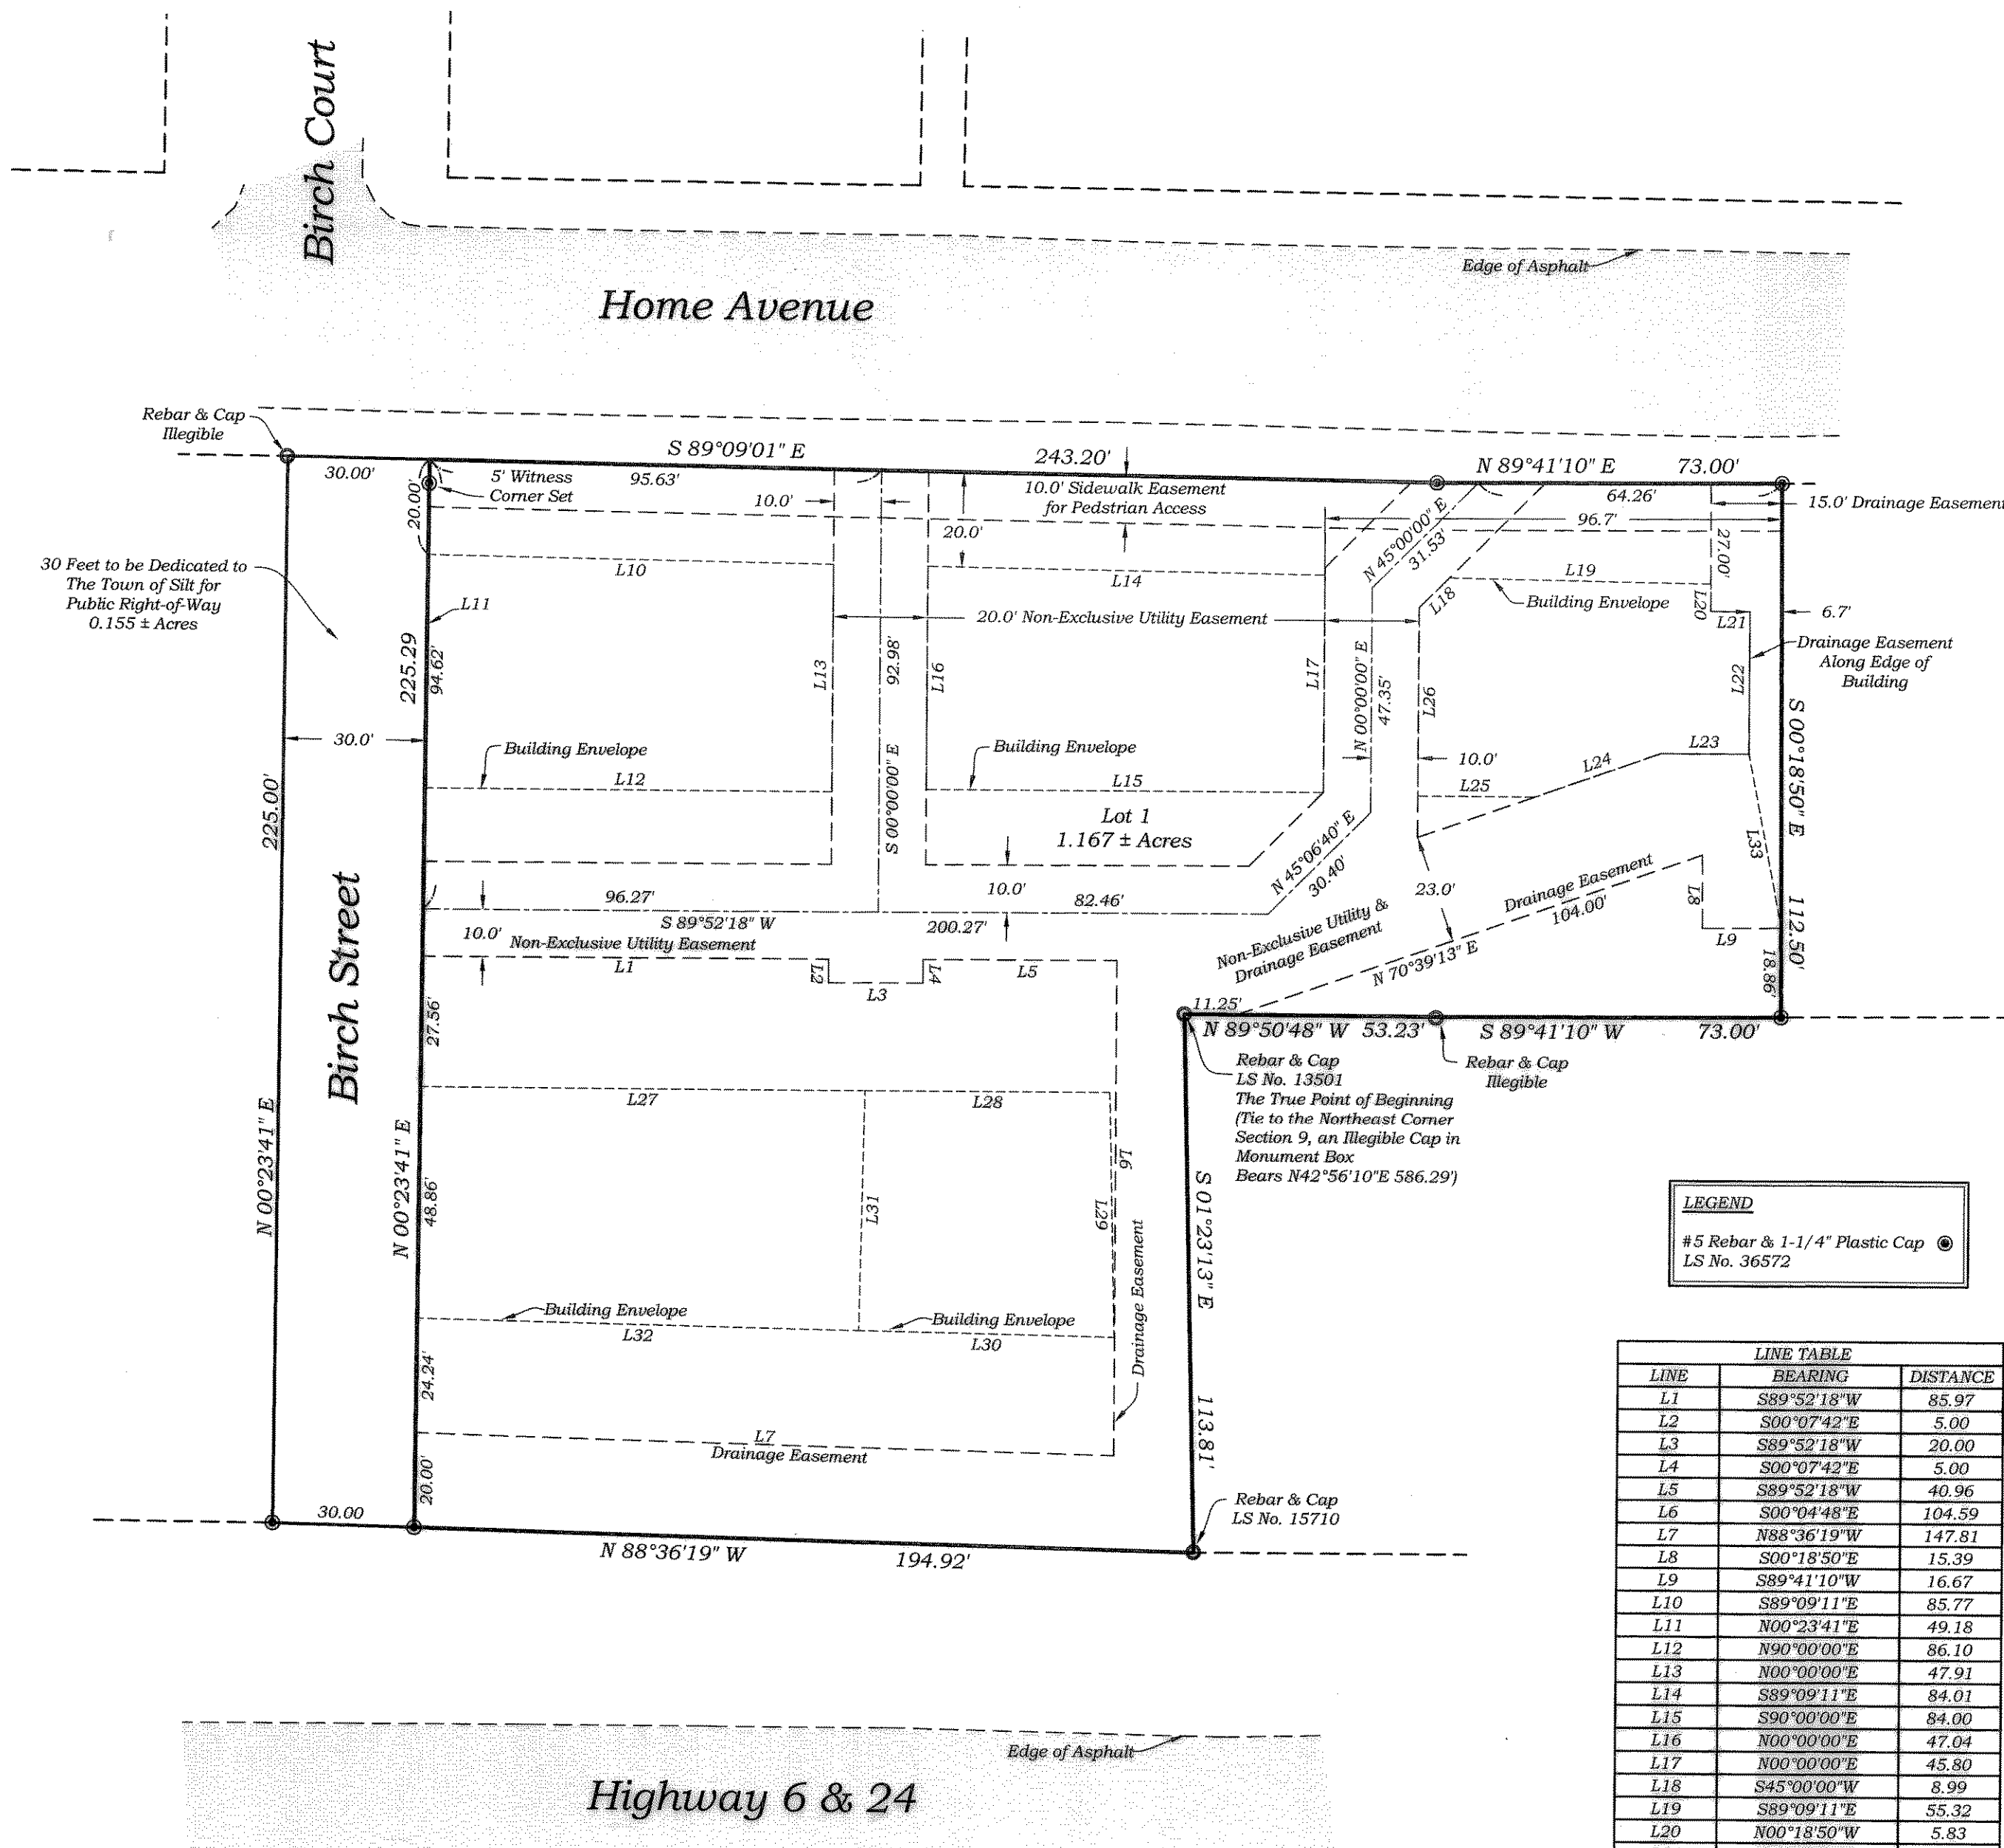 Birch Court
Edge of Asphalt
Home Avenue
Rebar & Cap
Illegible
S 89°09'01" E
243.20'
N 89°41'10" E
73.00'
30.00'
5' Witness
Corner Set
95.63'
10.0'
10.0' Sidewalk Easement
for Pedstrian Access
64.26'
96.7'
15.0' Drainage Easement
20.00'
20.0'
N 45°00'00" E
31.53'
27.00'
30 Feet to be Dedicated to
The Town of Silt for
Public Right-of-Way
0.155 ± Acres
L10
L14
L19
L11
L18
Building Envelope
L20
L21
6.7'
20.0' Non-Exclusive Utility Easement
Drainage Easement
Along Edge of
Building
225.29
94.62'
L13
92.98'
L16
L17
N 00°00'00" E
47.35'
L26
L22
S 00°18'50" E
112.50'
30.0'
Building Envelope
Building Envelope
L12
L15
10.0'
L23
L24
L25
225.00'
S 00°00'00" E
Lot 1
1.167 ± Acres
N 45°06'40" E
30.40'
L33
23.0'
Drainage Easement
104.00'
L8
L9
18.86'
96.27'
10.0'
82.46'
S 89°52'18" W
200.27'
10.0'
Non-Exclusive Utility Easement
Non-Exclusive Utility &
Drainage Easement
N 70°39'13" E
L1
L2
L3
L4
L5
Birch Street
27.56'
11.25'
N 89°50'48" W
53.23'
S 89°41'10" W
73.00'
Rebar & Cap
LS No. 13501
The True Point of Beginning
(Tie to the Northeast Corner
Section 9, an Illegible Cap in
Monument Box
Bears N42°56'10"E 586.29')
Rebar & Cap
Illegible
L27
L28
N 00°23'41" E
N 00°23'41" E
48.86'
L31
L29
L6
S 01°23'13" E
113.81'
Drainage Easement
LEGEND
#5 Rebar & 1-1/4" Plastic Cap
LS No. 36572
Building Envelope
Building Envelope
L32
L30
24.24'
L7
Drainage Easement
20.00'
30.00
Rebar & Cap
LS No. 15710
N 88°36'19" W
194.92'
Edge of Asphalt
Highway 6 & 24
LINE TABLE
LINE BEARING DISTANCE
L1 S89°52'18"W 85.97
L2 S00°07'42"E 5.00
L3 S89°52'18"W 20.00
L4 S00°07'42"E 5.00
L5 S89°52'18"W 40.96
L6 S00°04'48"E 104.59
L7 N88°36'19"W 147.81
L8 S00°18'50"E 15.39
L9 S89°41'10"W 16.67
L10 S89°09'11"E 85.77
L11 N00°23'41"E 49.18
L12 N90°00'00"E 86.10
L13 N00°00'00"E 47.91
L14 S89°09'11"E 84.01
L15 S90°00'00"E 84.00
L16 N00°00'00"E 47.04
L17 N00°00'00"E 45.80
L18 S45°00'00"W 8.99
L19 S89°09'11"E 55.32
L20 N00°18'50"W 5.83